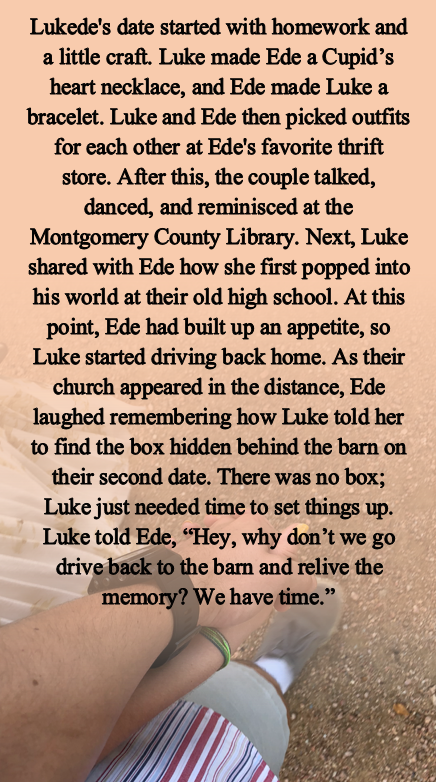 Lukede's date started with homework and
a little craft. Luke made Ede a Cupid’s
heart necklace, and Ede made Luke a
bracelet. Luke and Ede then picked outfits
for each other at Ede's favorite thrift
store. After this, the couple talked,
danced, and reminisced at the
Montgomery County Library. Next, Luke
shared with Ede how she first popped into
his world at their old high school. At this
point, Ede had built up an appetite, so
Luke started driving back home. As their
church appeared in the distance, Ede
laughed remembering how Luke told her
to find the box hidden behind the barn on
their second date. There was no box;
Luke just needed time to set things up.
Luke told Ede, “Hey, why don’t we go
drive back to the barn and relive the
memory? We have time.”